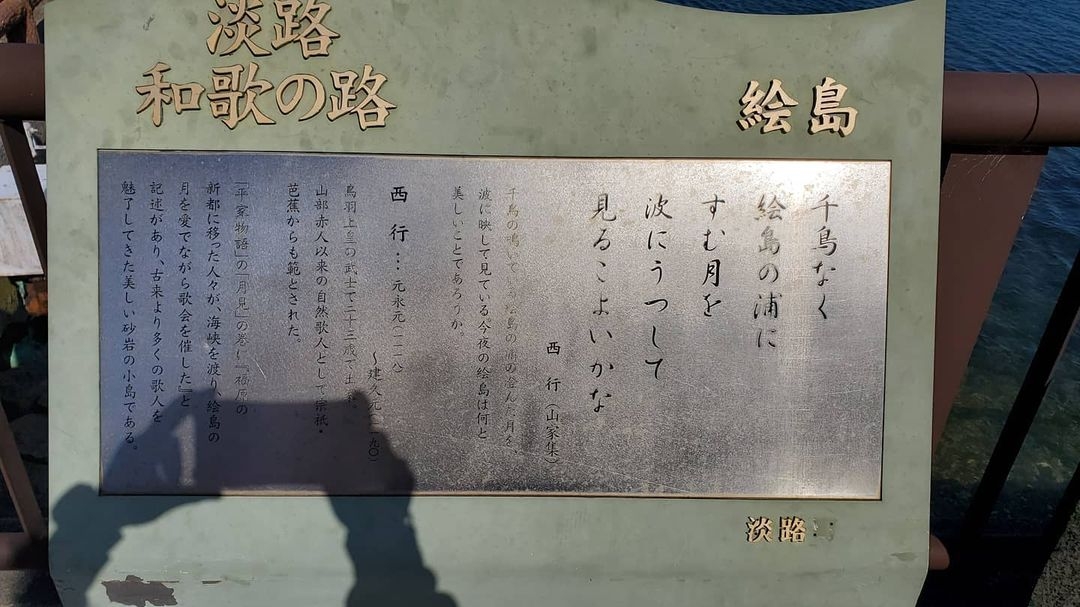 淡路
和歌の路
絵島
千鳥なく
絵島の浦に
すむ月を
波にうつして
見るこよいかな
西行(山家集)
千鳥の鳴いている絵島の浦の澄んだ月を、
波に映して見ている。今夜の絵島は何と
美しいことであろうか。
西行…元永元(一一一八)
~建久元(一一九〇)
鳥羽上皇の武士で二十三歳で出家。
山部赤人以来の自然歌人として宗祇・
芭蕉からも範とされた。
「平家物語」の「月見」の巻に『福原の
新都に移った人々が、海峡を渡り、絵島の
月を愛でながら歌会を催した』と
記述があり、古来より多くの歌人を
魅了してきた美しい砂岩の小島である。
淡路